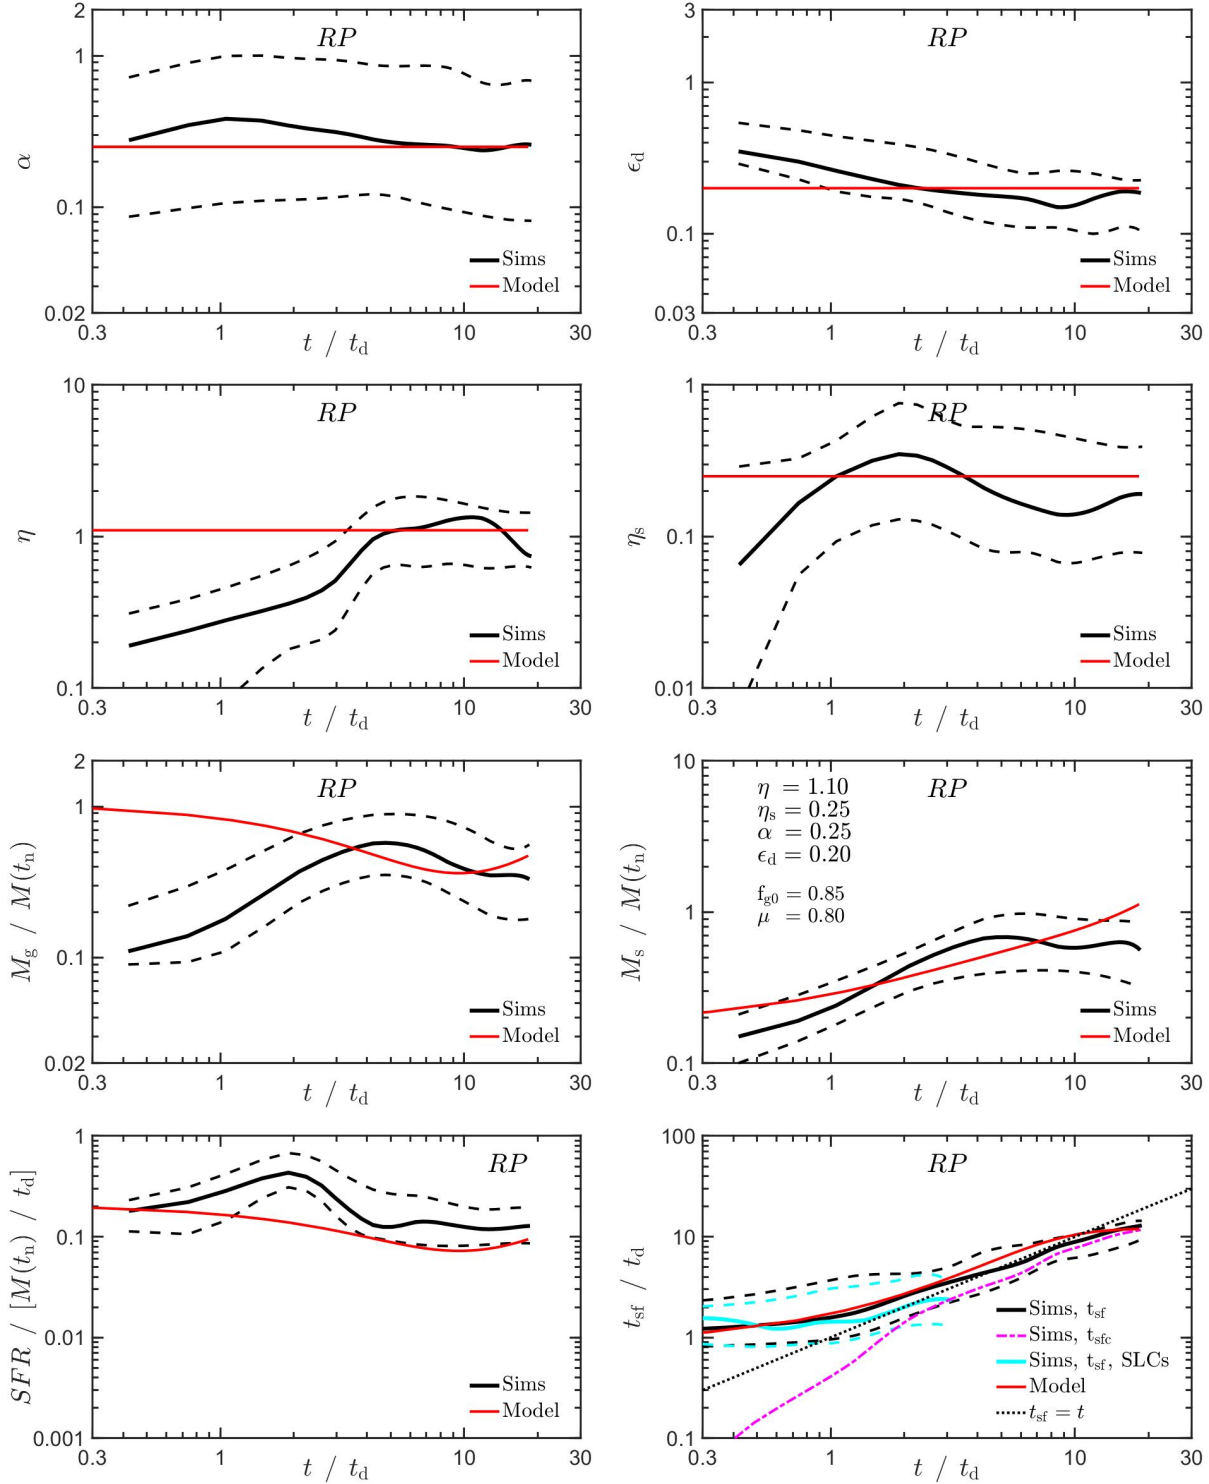 2
1
0.1
0.02
α
RP
Sims
Model
0.3 1 10 30
t / t_d
3
1
0.1
0.03
ϵ_d
RP
Sims
Model
0.3 1 10 30
t / t_d
10
1
0.1
η
RP
Sims
Model
0.3 1 10 30
t / t_d
1
0.1
0.01
η_s
RP
Sims
Model
0.3 1 10 30
t / t_d
2
1
0.1
0.02
M_g / M(t_n)
RP
Sims
Model
0.3 1 10 30
t / t_d
10
1
0.1
M_s / M(t_n)
η = 1.10
η_s = 0.25
α = 0.25
ϵ_d = 0.20
f_g0 = 0.85
μ = 0.80
RP
Sims
Model
0.3 1 10 30
t / t_d
1
0.1
0.01
0.001
SFR / [M(t_n) / t_d]
RP
Sims
Model
0.3 1 10 30
t / t_d
100
10
1
0.1
t_sf / t_d
RP
Sims, t_sf
Sims, t_sfc
Sims, t_sf, SLCs
Model
t_sf = t
0.3 1 10 30
t / t_d